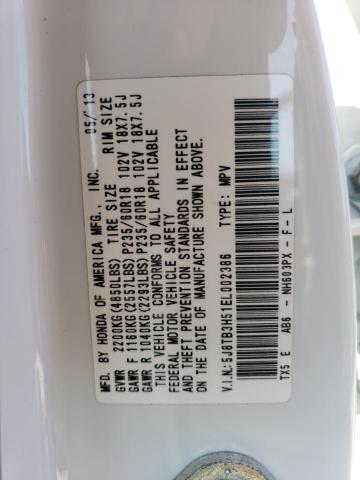 MFD. BY HONDA OF AMERICA MFG., INC. 05/ 13
GVWR 2200KG(4850LBS) TIRE SIZE RIM SIZE
GAWR F 1160KG(2557LBS)P235/60R18 102V 18X7.5J
GAWR R 1040KG(2293LBS)P235/60R18 102V 18X7.5J
THIS VEHICLE CONFORMS TO ALL APPLICABLE
FEDERAL MOTOR VEHICLE SAFETY AND
THEFT PREVENTION STANDARDS IN EFFECT
ON THE DATE OF MANUFACTURE SHOWN ABOVE.
V.I.N.:5J8TB3H51EL002386 TYPE: MPV
TX5 E AB6 - NH603PX - F - L